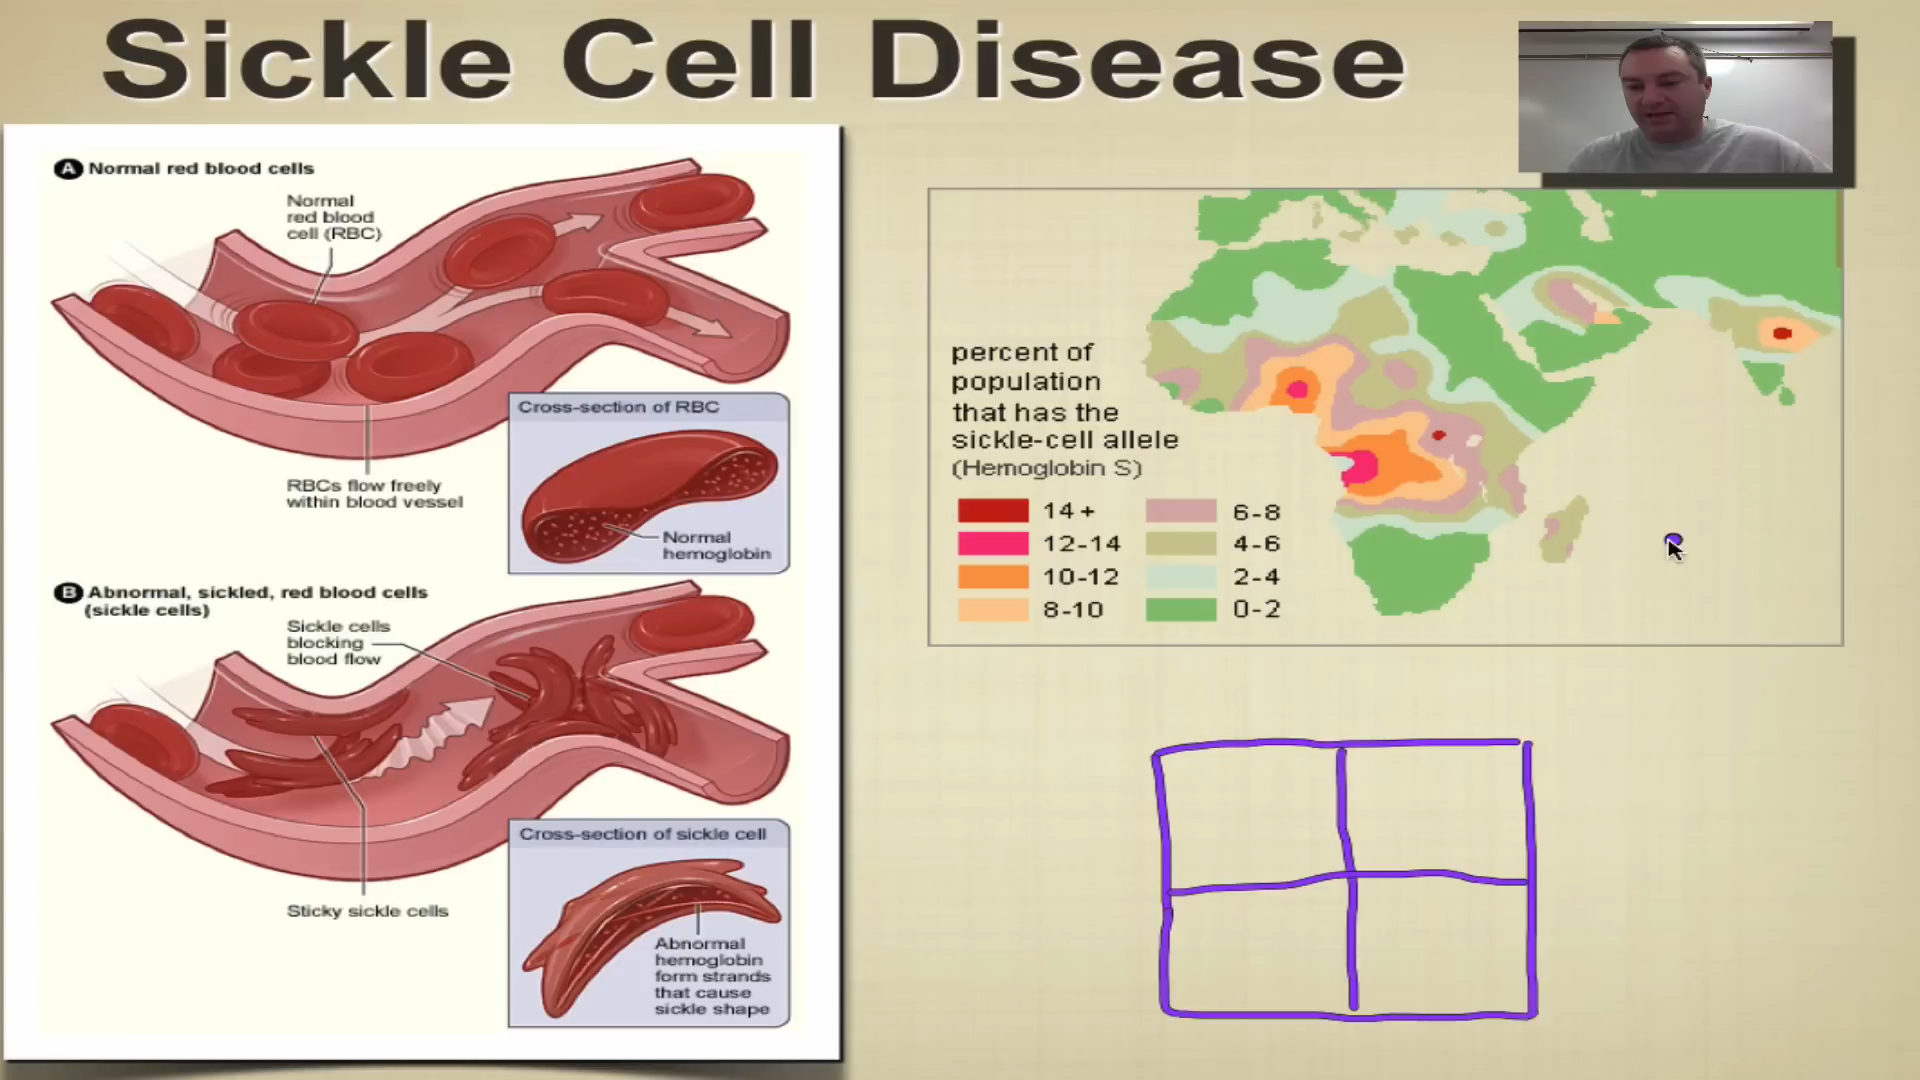 Sickle Cell Disease
A Normal red blood cells
Normal
red blood
cell (RBC)
RBCs flow freely
within blood vessel
Cross-section of RBC
Normal
hemoglobin
B Abnormal, sickled, red blood cells
(sickle cells)
Sickle cells
blocking
blood flow
Sticky sickle cells
Cross-section of sickle cell
Abnormal
hemoglobin
form strands
that cause
sickle shape
percent of
population
that has the
sickle-cell allele
(Hemoglobin S)
14+ 6-8
12-14 4-6
10-12 2-4
8-10 0-2